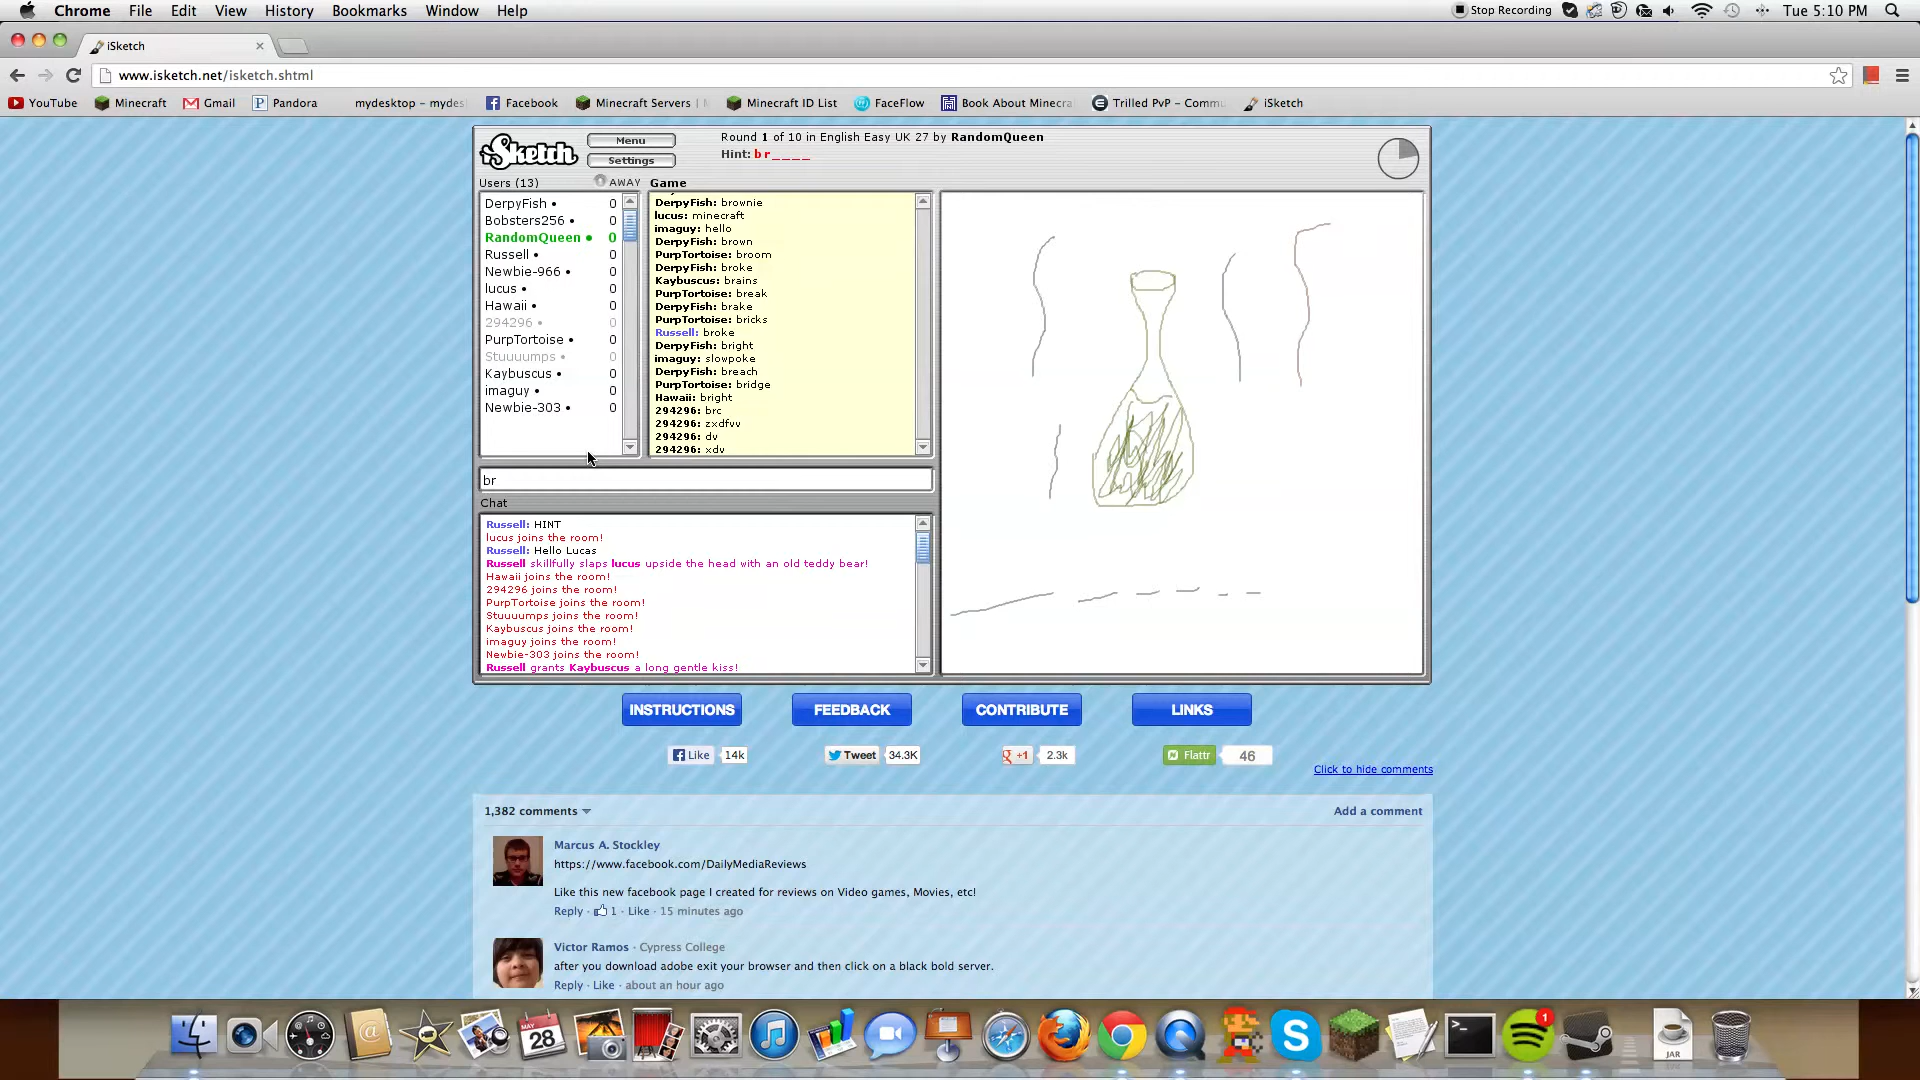 Chrome File Edit View History Bookmarks Window Help Stop Recording Tue 5:10 PM
iSketch
www.isketch.net/isketch.shtml
YouTube Minecraft Gmail Pandora mydesktop – mydes Facebook Minecraft Servers | Minecraft ID List FaceFlow Book About Minecra Trilled PvP – Comm iSketch
iSketch Menu Round 1 of 10 in English Easy UK 27 by RandomQueen
Settings Hint: br____
Users (13) AWAY Game
DerpyFish • 0
Bobsters256 • 0
RandomQueen • 0
Russell • 0
Newbie-966 • 0
lucus • 0
Hawaii • 0
294296 • 0
PurpTortoise • 0
Stuuuumps • 0
Kaybuscus • 0
imaguy • 0
Newbie-303 • 0
DerpyFish: brownie
lucus: minecraft
imaguy: hello
DerpyFish: brown
PurpTortoise: broom
DerpyFish: broke
Kaybuscus: brains
PurpTortoise: break
DerpyFish: brake
PurpTortoise: bricks
Russell: broke
DerpyFish: bright
imaguy: slowpoke
DerpyFish: breach
PurpTortoise: bridge
Hawaii: bright
294296: brc
294296: zxdfvv
294296: dv
294296: xdv
br
Chat
Russell: HINT
lucus joins the room!
Russell: Hello Lucas
Russell skillfully slaps lucus upside the head with an old teddy bear!
Hawaii joins the room!
294296 joins the room!
PurpTortoise joins the room!
Stuuuumps joins the room!
Kaybuscus joins the room!
imaguy joins the room!
Newbie-303 joins the room!
Russell grants Kaybuscus a long gentle kiss!
INSTRUCTIONS FEEDBACK CONTRIBUTE LINKS
Like 14k Tweet 34.3K +1 2.3k Flattr 46
Click to hide comments
1,382 comments Add a comment
Marcus A. Stockley
https://www.facebook.com/DailyMediaReviews
Like this new facebook page I created for reviews on Video games, Movies, etc!
Reply · 1 · Like · 15 minutes ago
Victor Ramos · Cypress College
after you download adobe exit your browser and then click on a black bold server.
Reply · Like · about an hour ago
MAY
28
1
JAR